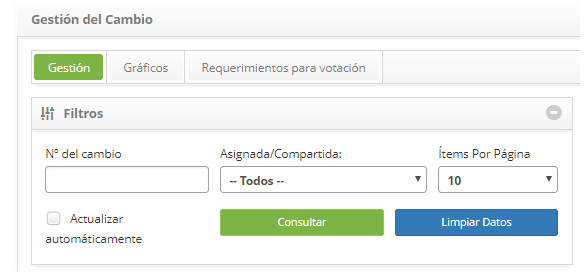 Gestión del Cambio
Gestión Gráficos Requerimientos para votación
Filtros
Nº del cambio Asignada/Compartida: Ítems Por Página
-- Todos -- 10
Actualizar automáticamente Consultar Limpiar Datos